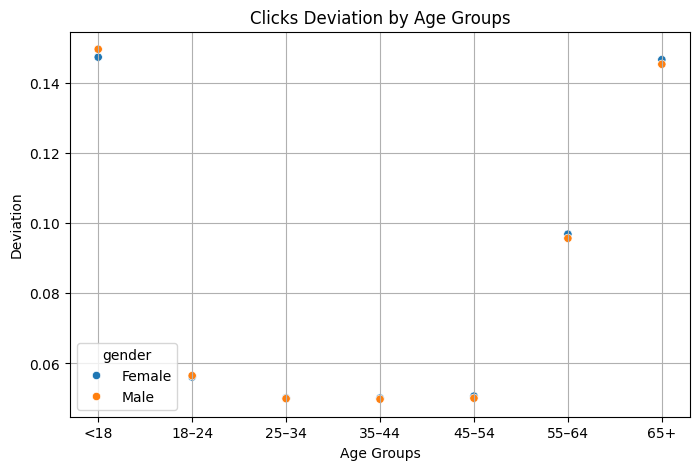 Clicks Deviation by Age Groups
Deviation
0.14
0.12
0.10
0.08
0.06
gender
Female
Male
<18
18–24
25–34
35–44
45–54
55–64
65+
Age Groups